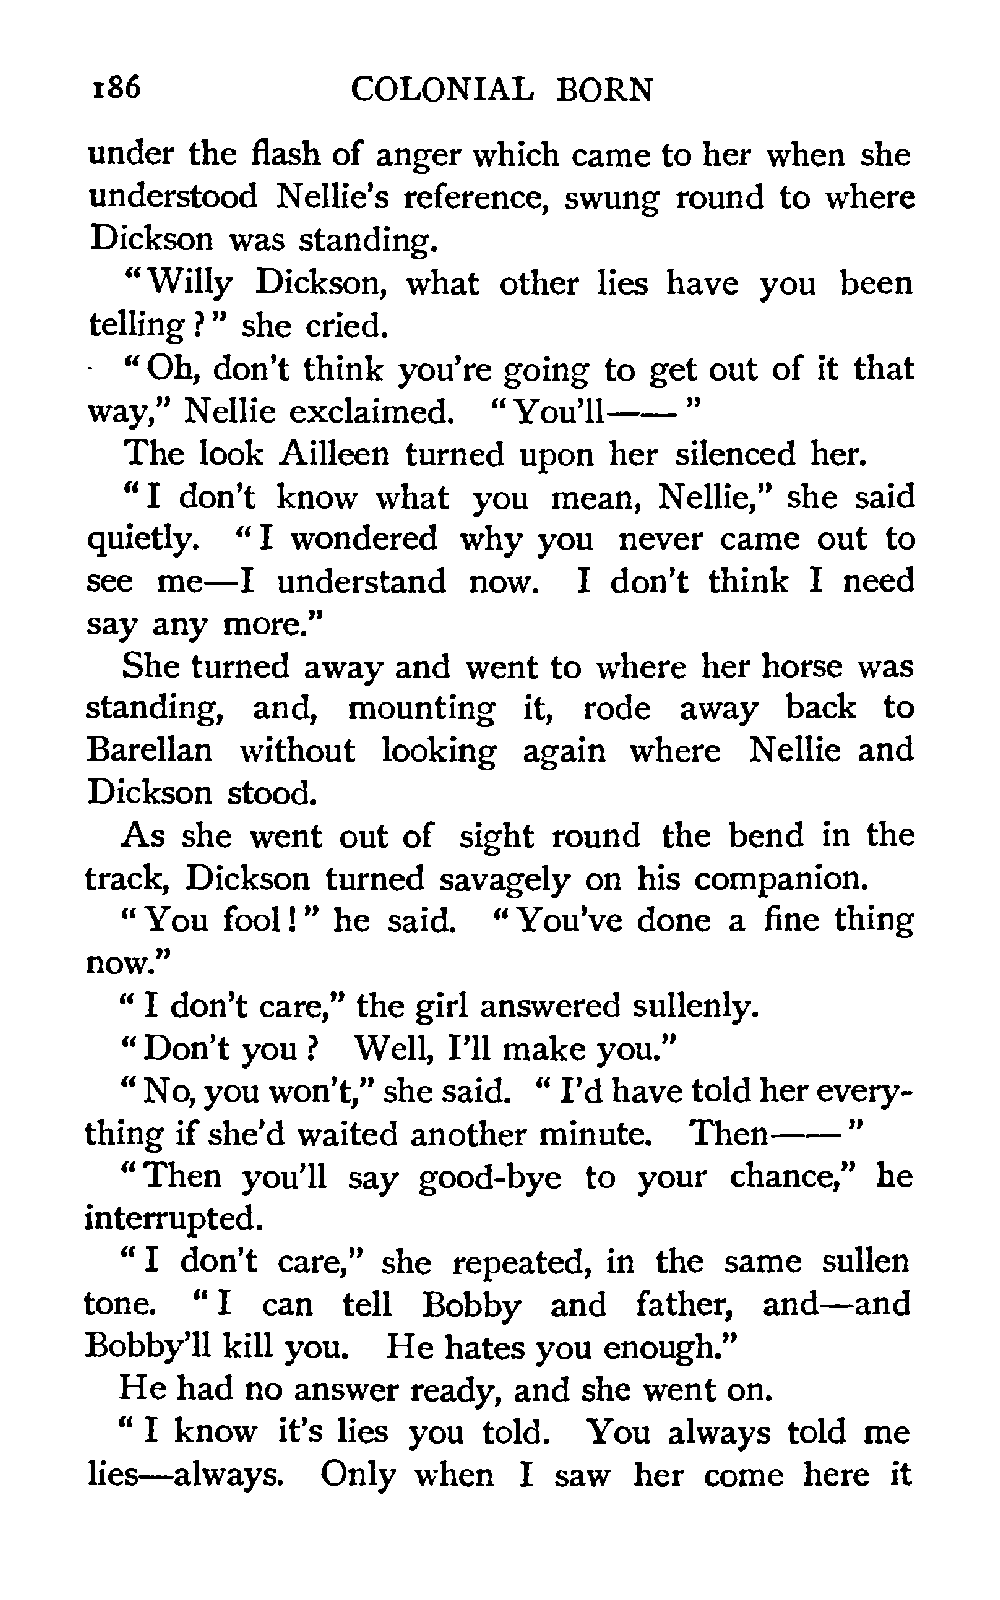 186 COLONIAL BORN
under the flash of anger which came to her when she
understood Nellie's reference, swung round to where
Dickson was standing.
"Willy Dickson, what other lies have you been
telling?" she cried.
"Oh, don't think you're going to get out of it that
way," Nellie exclaimed. "You'll——"
The look Ailleen turned upon her silenced her.
"I don't know what you mean, Nellie," she said
quietly. "I wondered why you never came out to
see me—I understand now. I don't think I need
say any more."
She turned away and went to where her horse was
standing, and, mounting it, rode away back to
Barellan without looking again where Nellie and
Dickson stood.
As she went out of sight round the bend in the
track, Dickson turned savagely on his companion.
"You fool!" he said. "You've done a fine thing
now."
"I don't care," the girl answered sullenly.
"Don't you? Well, I'll make you."
"No, you won't," she said. "I'd have told her every-
thing if she'd waited another minute. Then——"
"Then you'll say good-bye to your chance," he
interrupted.
"I don't care," she repeated, in the same sullen
tone. "I can tell Bobby and father, and—and
Bobby'll kill you. He hates you enough."
He had no answer ready, and she went on.
"I know it's lies you told. You always told me
lies—always. Only when I saw her come here it